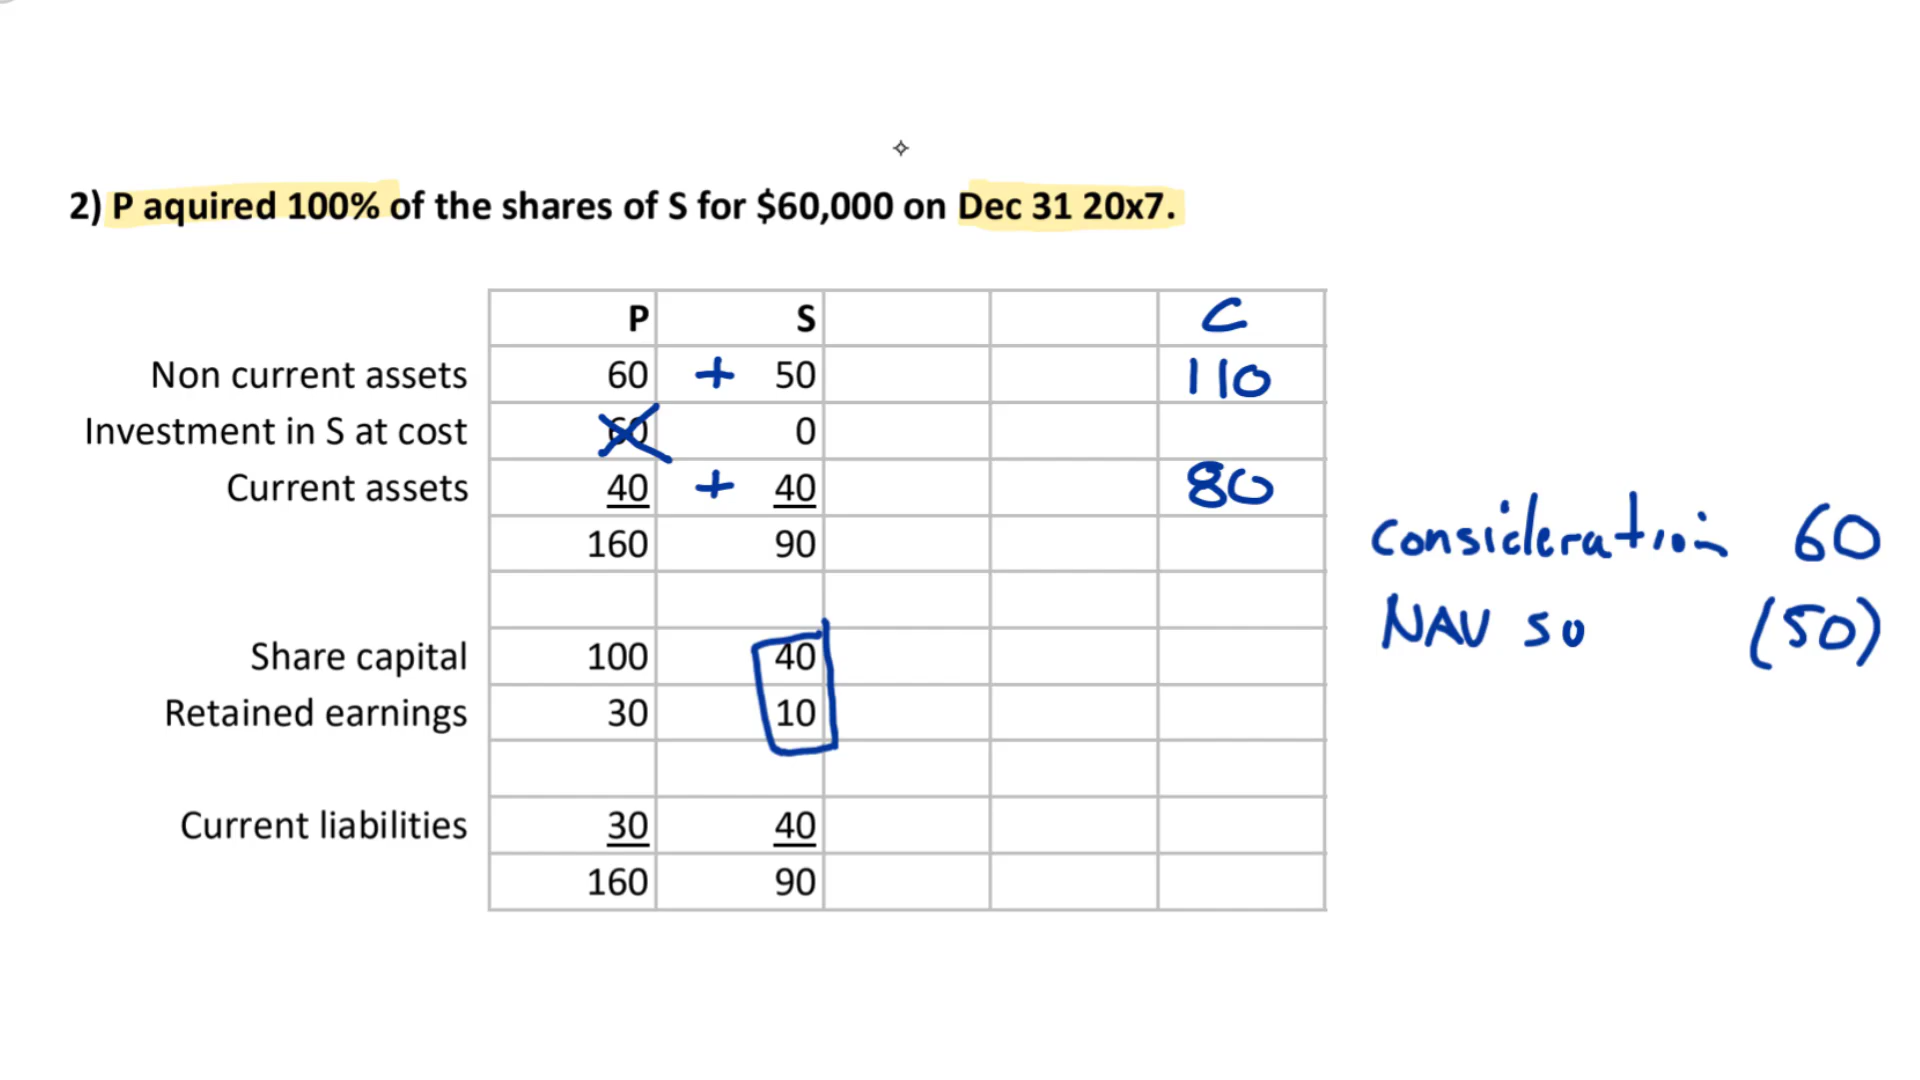 2) P aquired 100% of the shares of S for $60,000 on Dec 31 20x7.
P S C
Non current assets 60 + 50 110
Investment in S at cost 60 0
Current assets 40 + 40 80
160 90
consideration 60
NAV SO (50)
Share capital 100 40
Retained earnings 30 10
Current liabilities 30 40
160 90